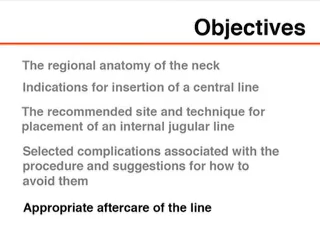 Objectives
The regional anatomy of the neck
Indications for insertion of a central line
The recommended site and technique for
placement of an internal jugular line
Selected complications associated with the
procedure and suggestions for how to
avoid them
Appropriate aftercare of the line